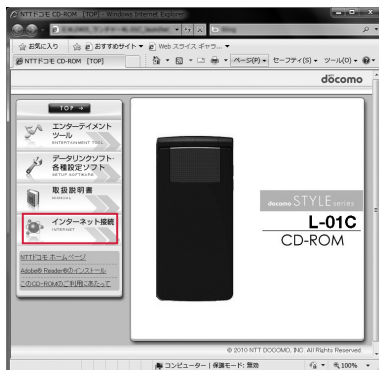 NTTドコモ CD-ROM [TOP] - Windows Internet Explorer
お気に入り
おすすめサイト
Web スライス ギャラ...
NTTドコモ CD-ROM [TOP]
ページ(P)
セーフティ(S)
ツール(O)
döcomo
TOP
エンターテイメント
ツール
ENTERTAINMENT TOOL
データリンクソフト・
各種設定ソフト
SETUP SOFTWARE
取扱説明書
MANUAL
インターネット接続
INTERNET
NTTドコモ ホームページ
Adobe® Reader®のインストール
このCD-ROMのご利用にあたって
docomo STYLE series
L-01C
CD-ROM
© 2010 NTT DOCOMO, INC. All Rights Reserved.
コンピューター | 保護モード: 無効
100%